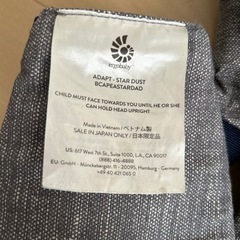 ergobaby
ADAPT - STAR DUST
BCAPEASTARDAD
CHILD MUST FACE TOWARDS YOU UNTIL HE OR SHE
CAN HOLD HEAD UPRIGHT
Made in Vietnam / ベトナム製
SALE IN JAPAN ONLY / 日本限定品
US: 617 West 7th St., Suite 1000, L.A., CA 90017
(888) 416-4888
EU: GmbH - Mönckebergstr. 11 - 20095, Hamburg - Germany
+49 40 421 065 0